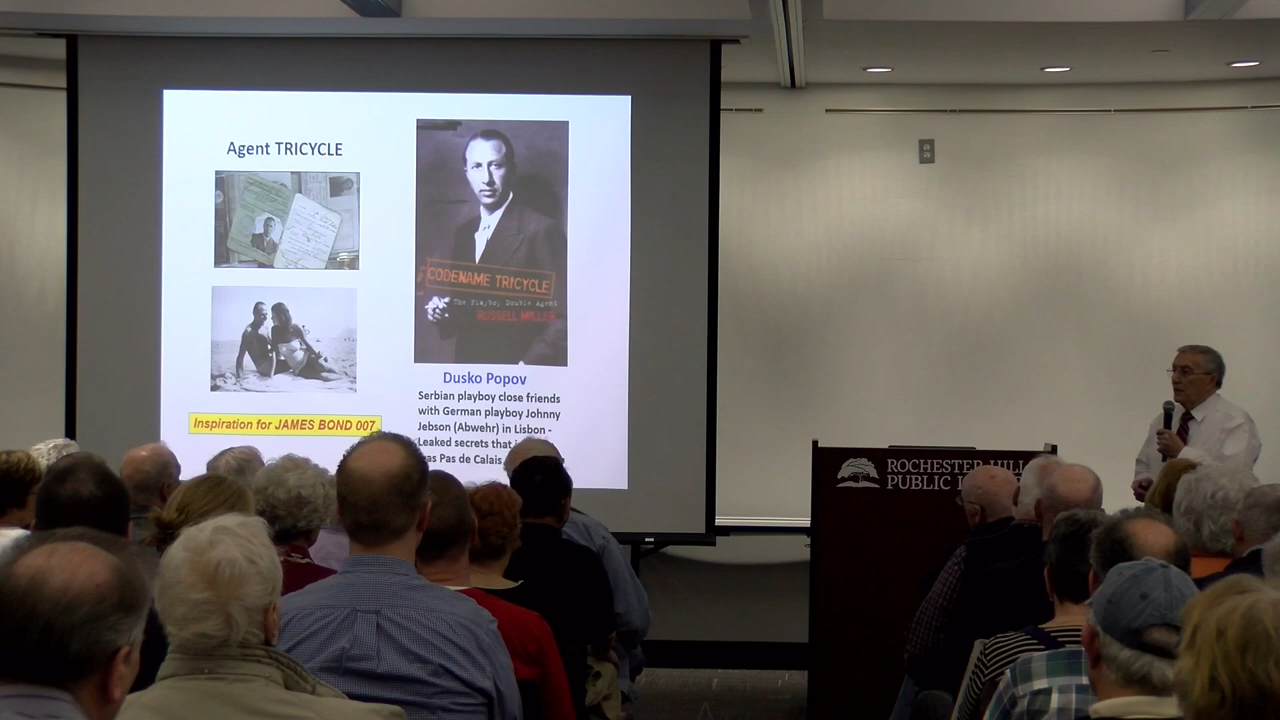 Agent TRICYCLE
CODENAME TRICYCLE
The Playboy Double Agent
RUSSELL MILLER
Dusko Popov
Serbian playboy close friends
with German playboy Johnny
Jebson (Abwehr) in Lisbon -
Leaked secrets that
Pas de Calais
Inspiration for JAMES BOND 007
ROCHESTER HILL
PUBLIC